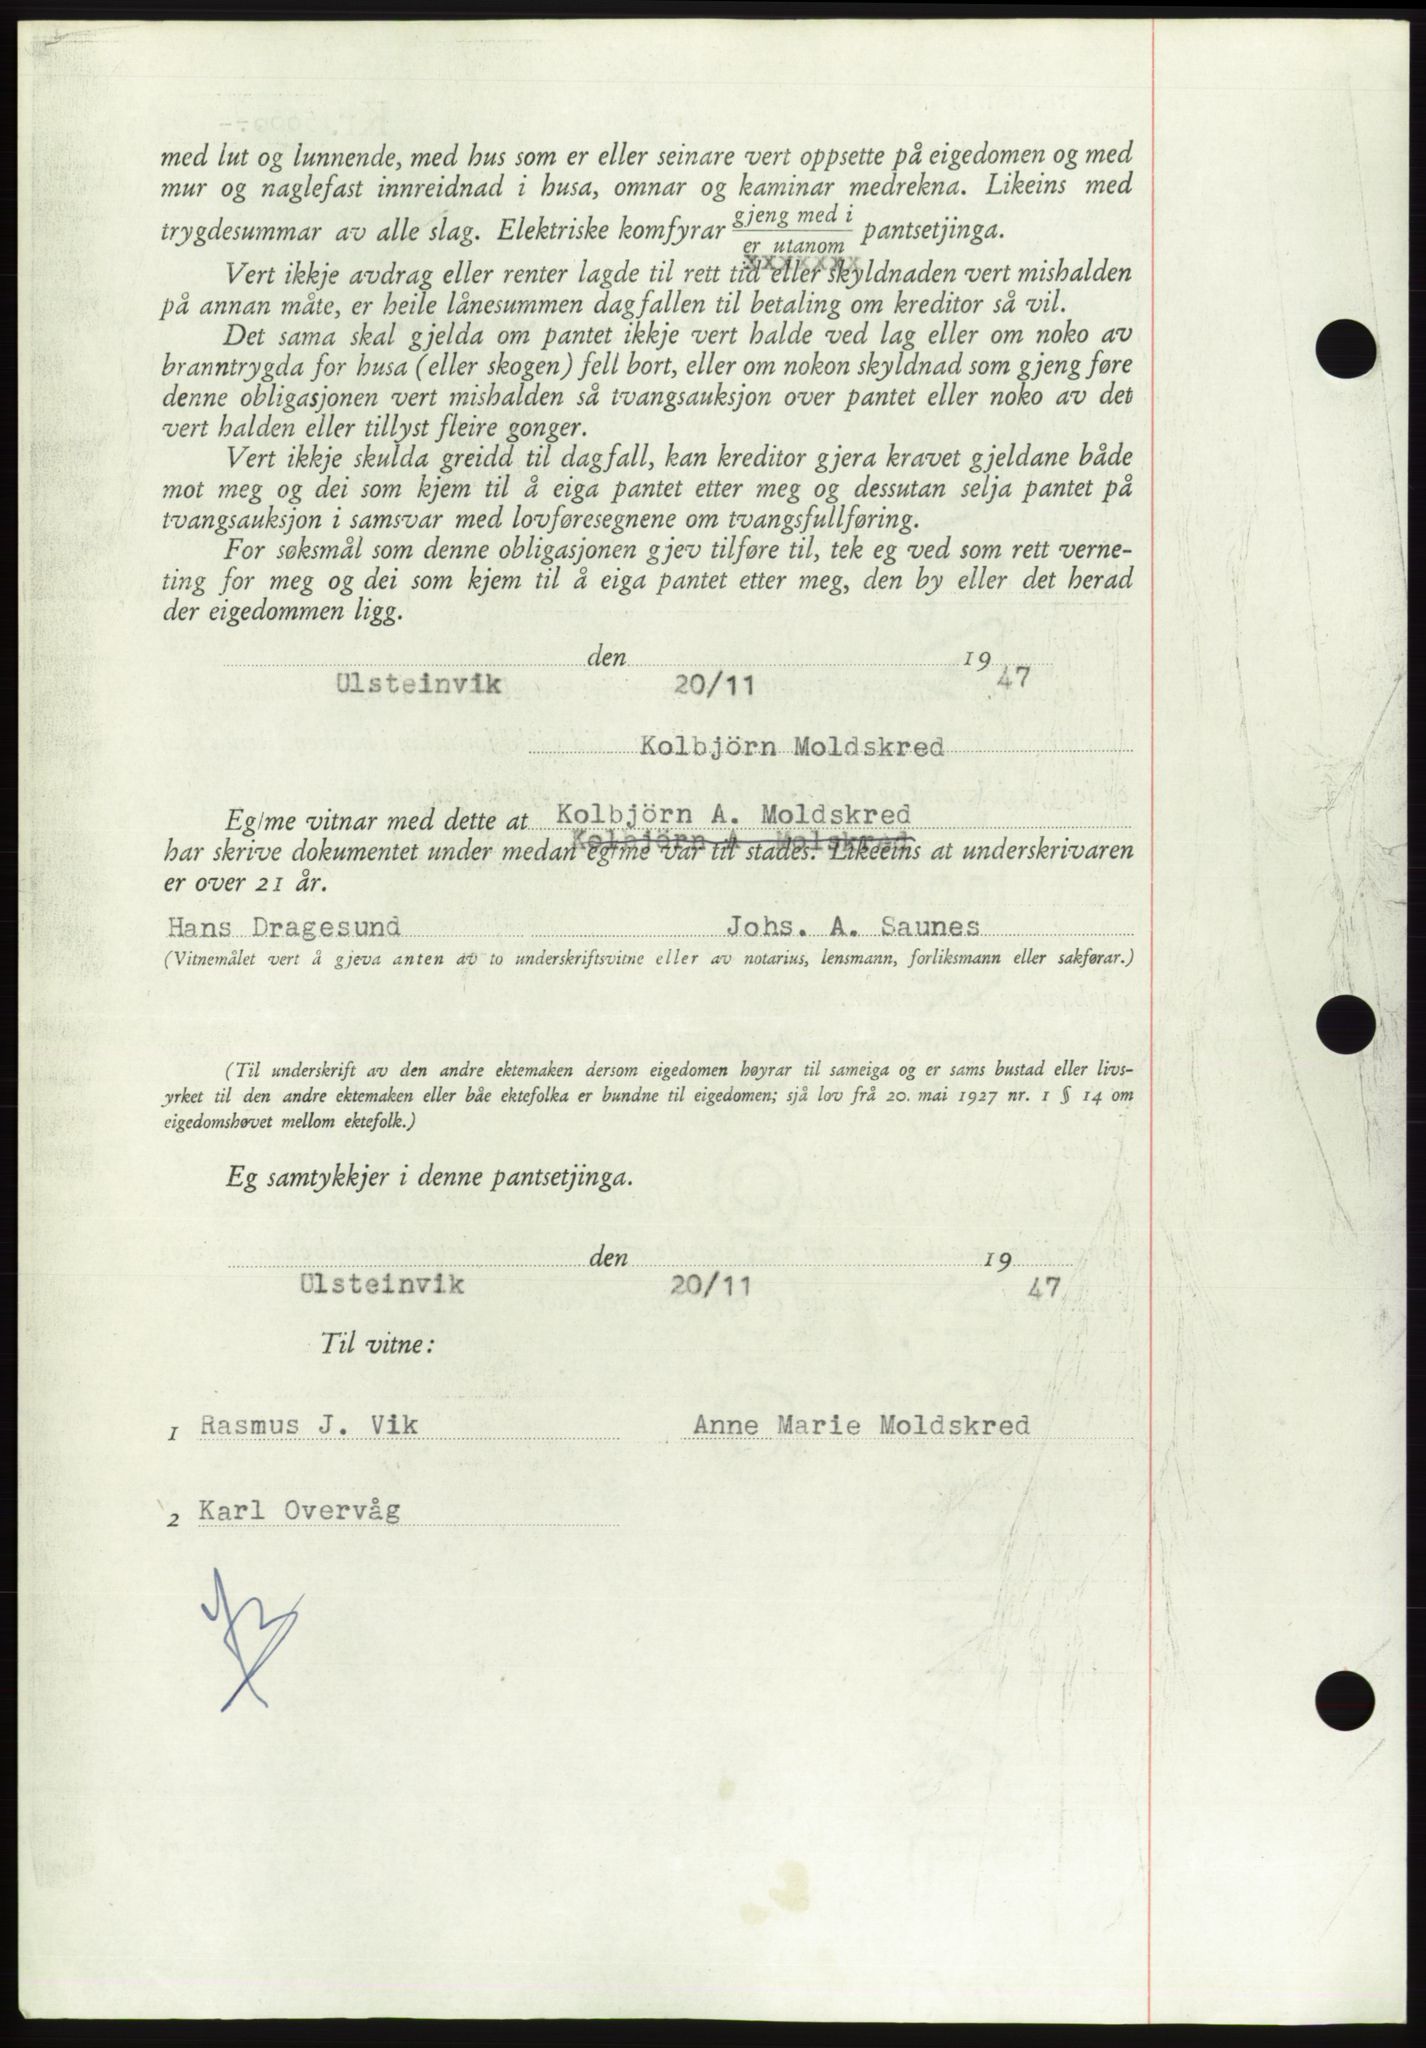 med lut og lunnende, med hus som er eller seinare vert oppsette på eigedomen og med
mur og naglefast innreidnad i husa, omnar og kaminar medrekna. Likeins med
trygdesummar av alle slag. Elektriske komfyrar gjeng med i / er utanom pantsetjinga.
xxxxxxx
Vert ikkje avdrag eller renter lagde til rett tid eller skyldnaden vert mishalden
på annan måte, er heile lånesummen dagfallen til betaling om kreditor så vil.
Det sama skal gjelda om pantet ikkje vert halde ved lag eller om noko av
branntrygda for husa (eller skogen) fell bort, eller om nokon skyldnad som gjeng føre
denne obligasjonen vert mishalden så tvangsauksjon over pantet eller noko av det
vert halden eller tillyst fleire gonger.
Vert ikkje skulda greidd til dagfall, kan kreditor gjera kravet gjeldane både
mot meg og dei som kjem til å eiga pantet etter meg og dessutan selja pantet på
tvangsauksjon i samsvar med lovføresegnene om tvangsfullføring.
For søksmål som denne obligasjonen gjev tilføre til, tek eg ved som rett verne-
ting for meg og dei som kjem til å eiga pantet etter meg, den by eller det herad
der eigedommen ligg.
den 19
Ulsteinvik 20/11 47
Kolbjörn Moldskred
Eg/me vitnar med dette at Kolbjörn A. Moldskred
Kolbjörn A. Molskred
har skrive dokumentet under medan eg/me var til stades. Likeeins at underskrivaren
er over 21 år.
Hans Dragesund Johs. A. Saunes
(Vitnemålet vert å gjeva anten av to underskriftsvitne eller av notarius, lensmann, forliksmann eller sakførar.)
(Til underskrift av den andre ektemaken dersom eigedomen høyrar til sameiga og er sams bustad eller livs-
yrket til den andre ektemaken eller båe ektefolka er bundne til eigedomen; sjå lov frå 20. mai 1927 nr. 1 § 14 om
eigedomshøvet mellom ektefolk.)
Eg samtykkjer i denne pantsetjinga.
den 19
Ulsteinvik 20/11 47
Til vitne:
1 Rasmus J. Vik Anne Marie Moldskred
2 Karl Overvåg